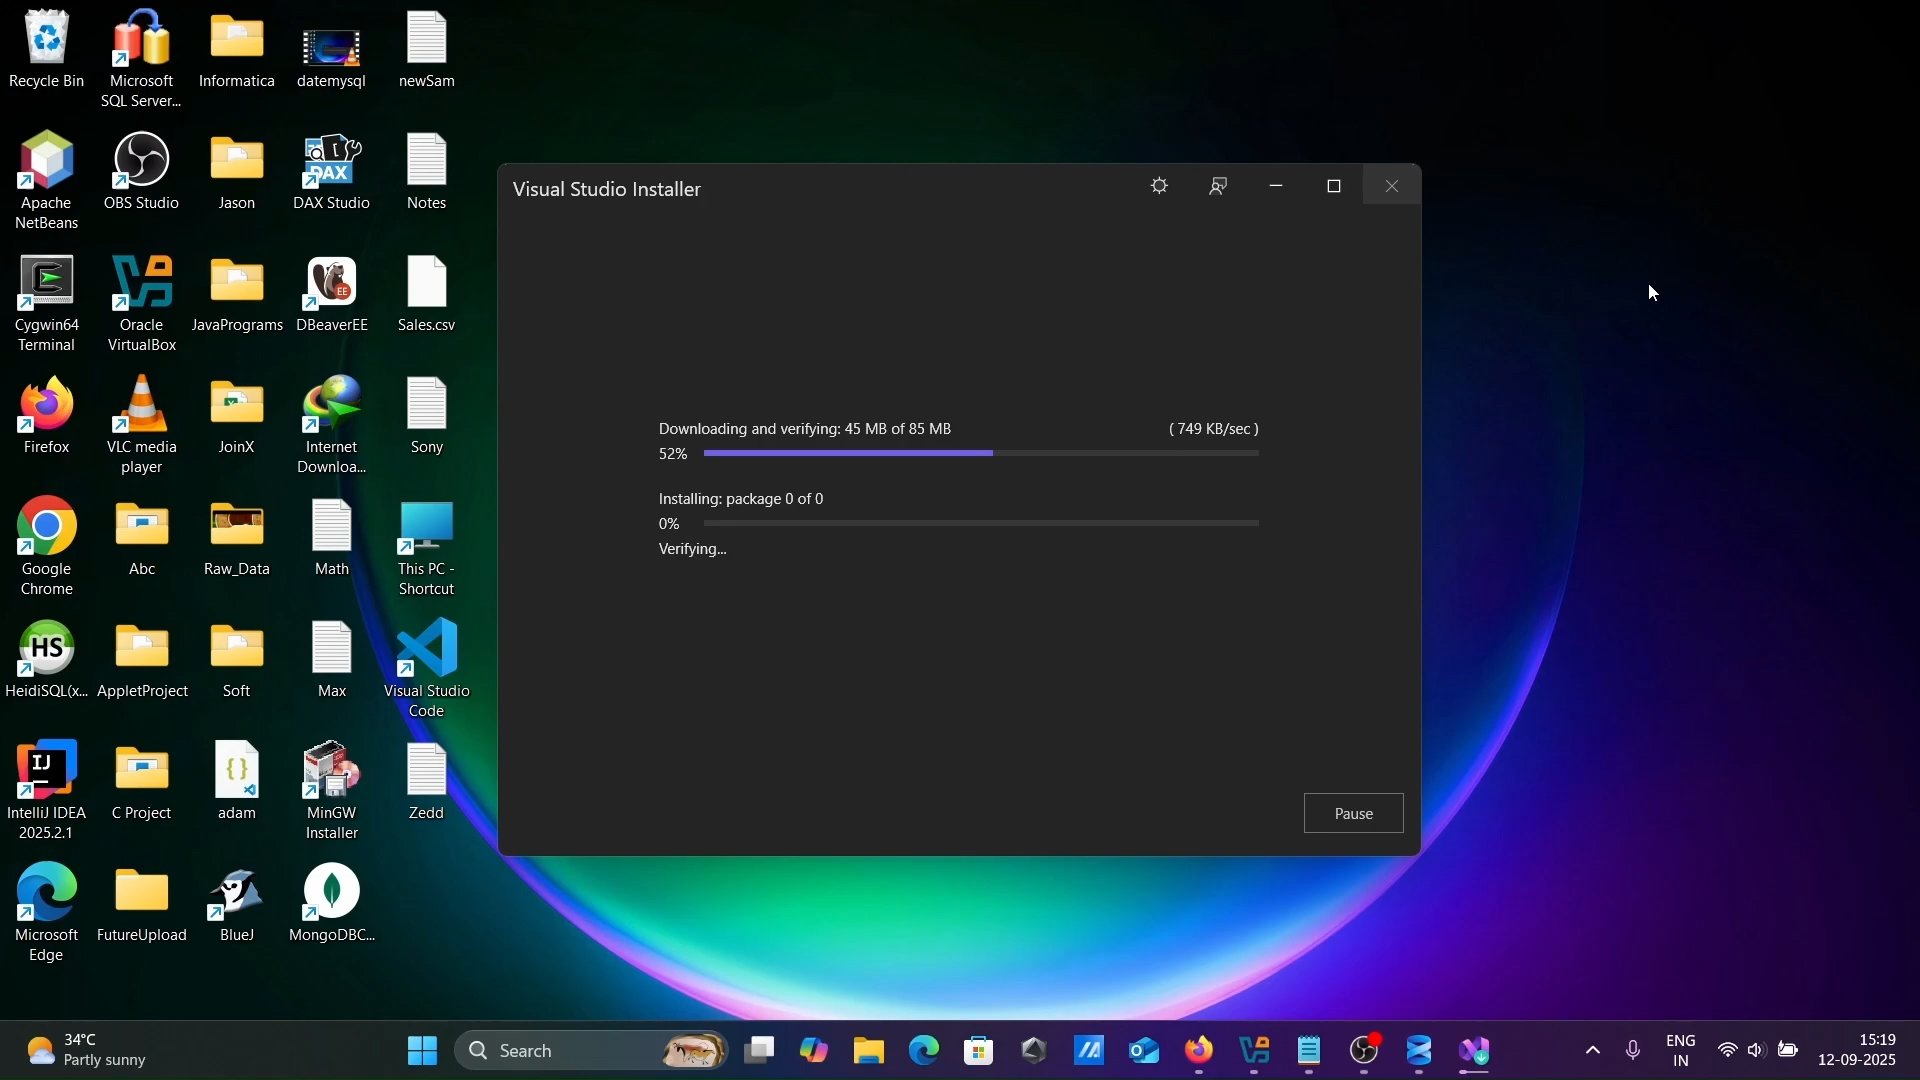 Recycle Bin
Microsoft
SQL Server...
Informatica
datemysql
newSam
Apache
NetBeans
OBS Studio
Jason
DAX
DAX Studio
Notes
Cygwin64
Terminal
Oracle
VirtualBox
JavaPrograms
EE
DBeaverEE
Sales.csv
Firefox
VLC media
player
JoinX
Internet
Downloa...
Sony
Google
Chrome
Abc
Raw_Data
Math
This PC -
Shortcut
HS
HeidiSQL(x...
AppletProject
Soft
Max
Visual Studio
Code
IJ
IntelliJ IDEA
2025.2.1
C Project
adam
MinGW
Installer
Zedd
Microsoft
Edge
FutureUpload
BlueJ
MongoDBC...
Visual Studio Installer
Downloading and verifying: 45 MB of 85 MB
( 749 KB/sec )
52%
Installing: package 0 of 0
0%
Verifying...
Pause
34°C
Partly sunny
Search
ENG
IN
15:19
12-09-2025